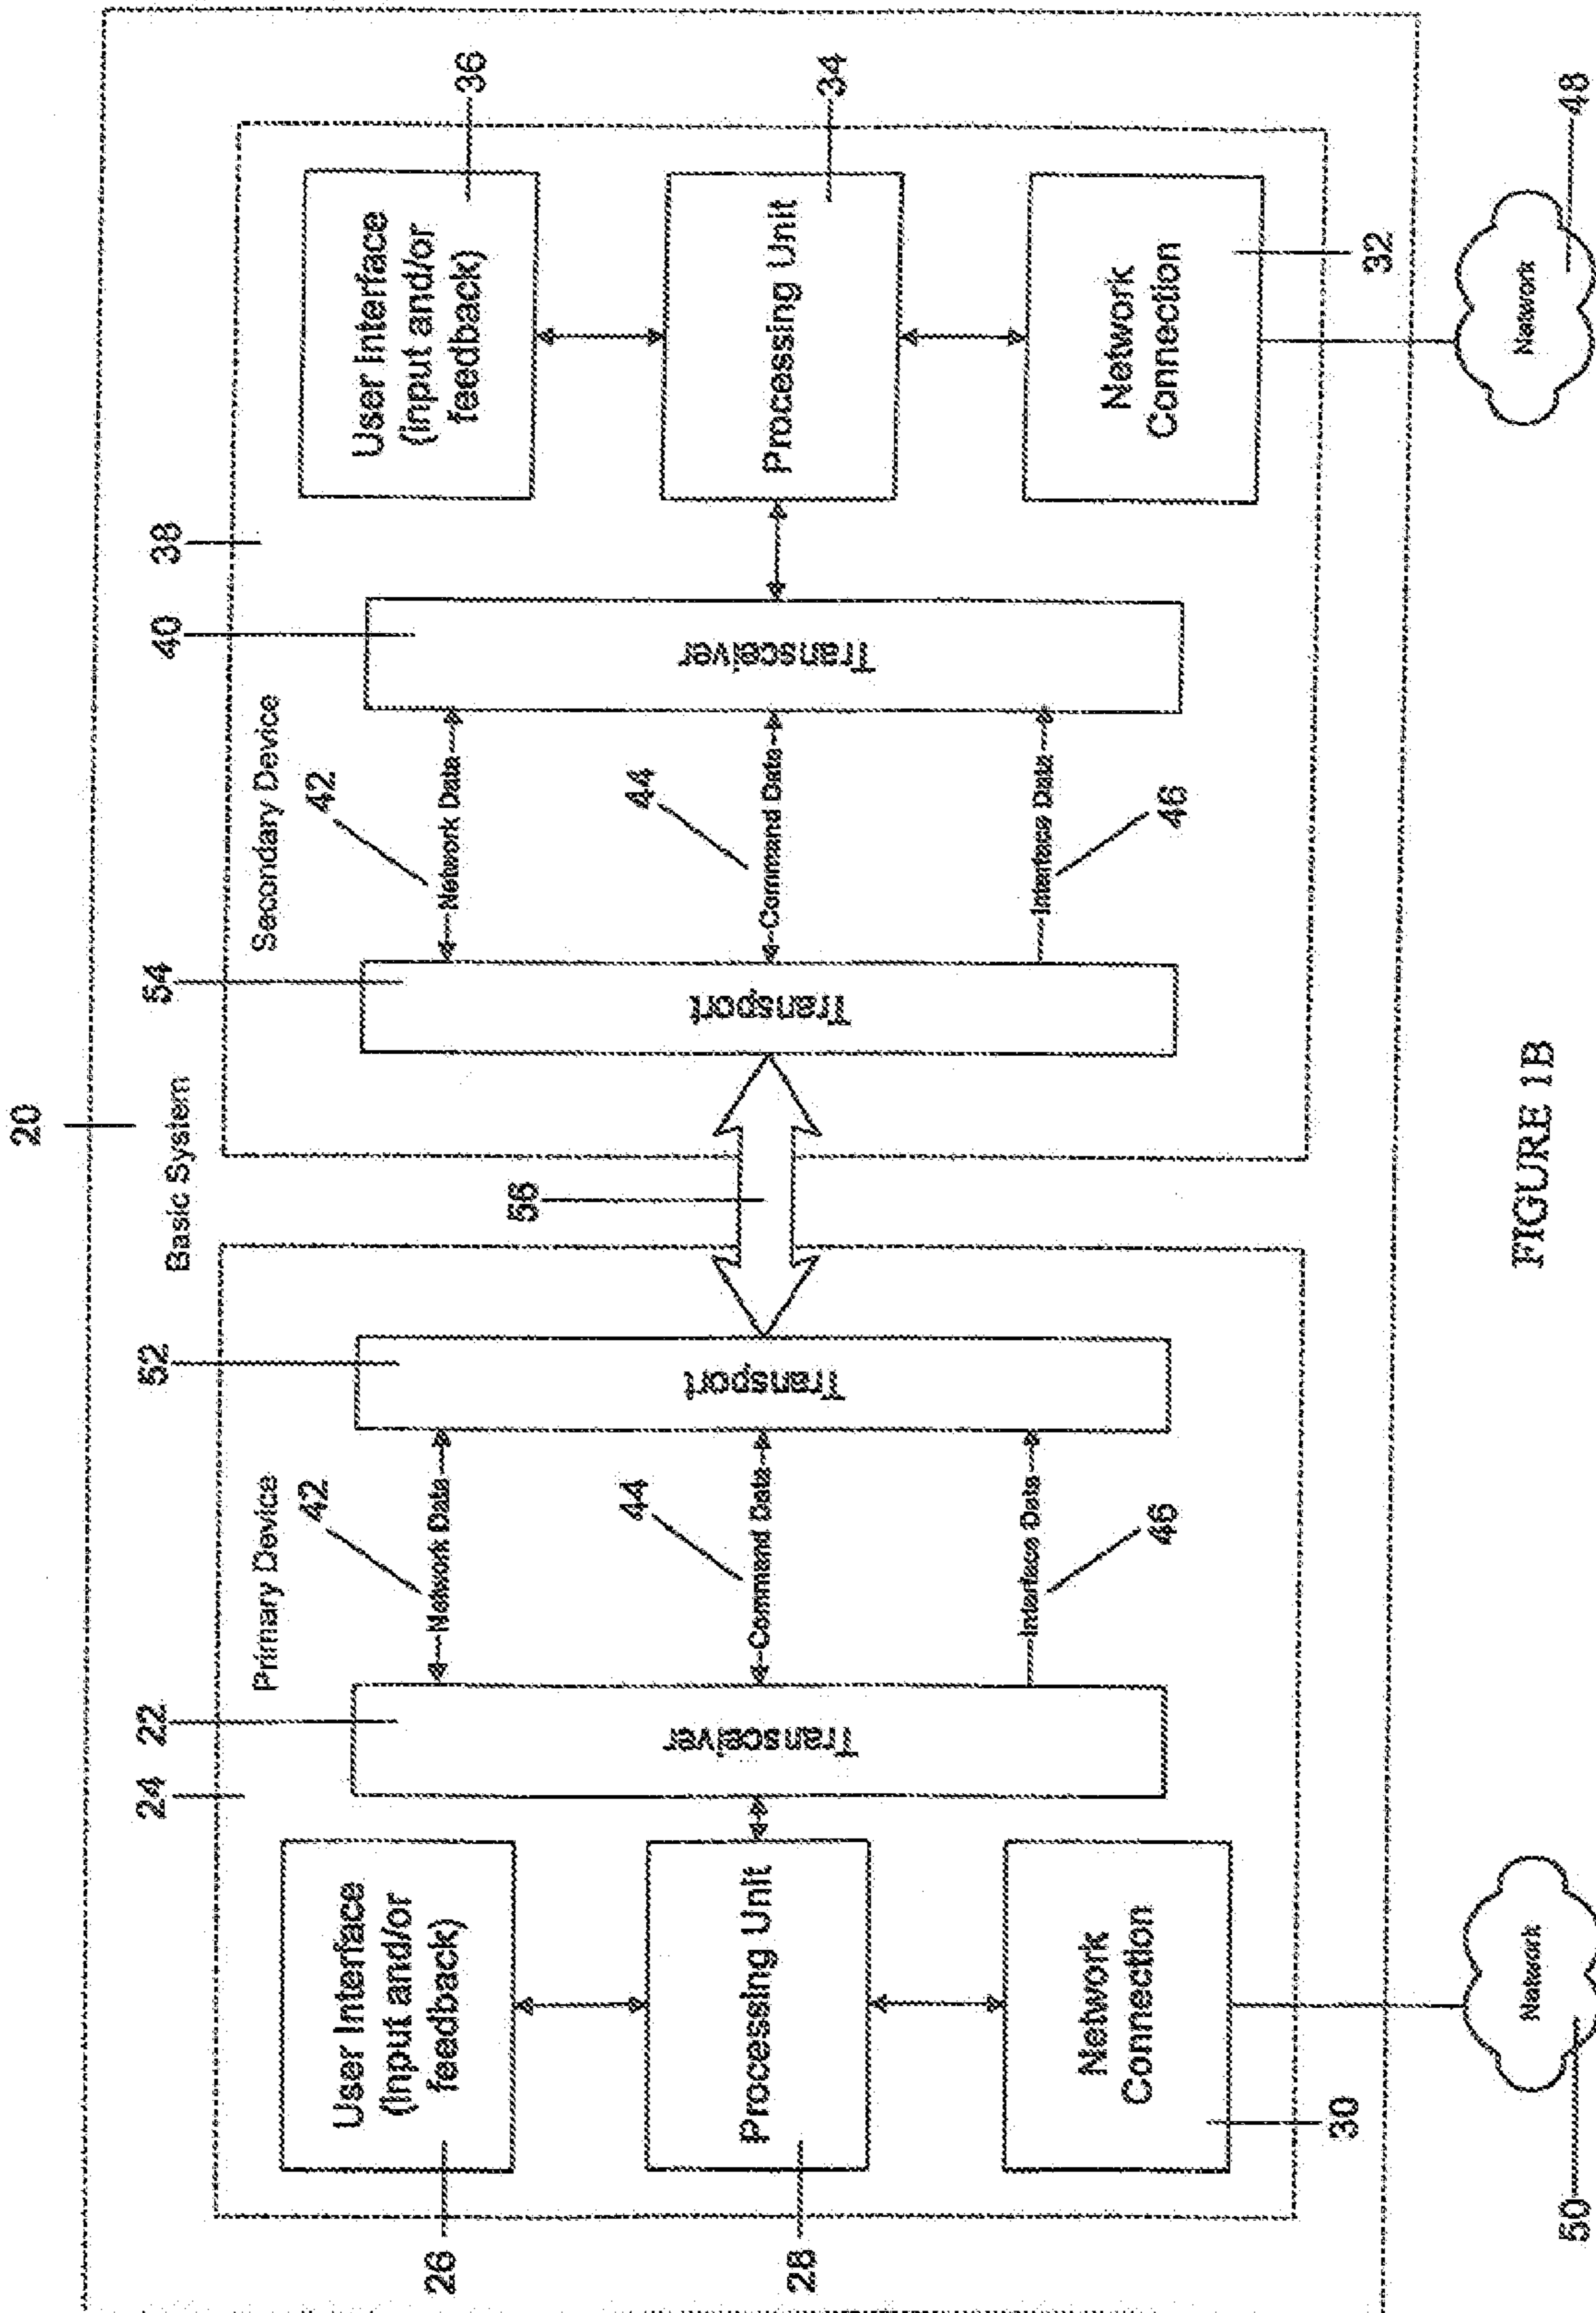 20
Basic System
24
22
Primary Device
52
54
Secondary Device
40
38
26
User Interface
(Input and/or
feedback)
28
Processing Unit
30
Network
Connection
Transceiver
42
Network Data
44
Command Data
46
Interface Data
Transport
56
Transport
42
Network Data
44
Command Data
46
Interface Data
Transceiver
User Interface
(input and/or
feedback)
36
Processing Unit
34
Network
Connection
32
50
Network
Network
48
FIGURE 1B